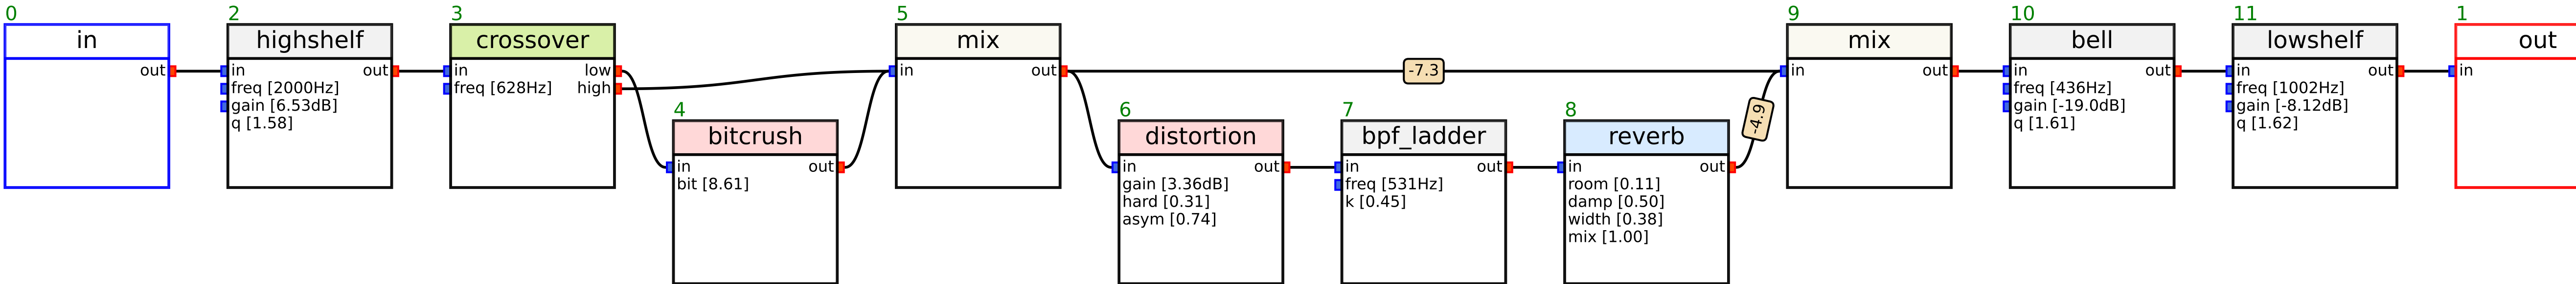 0
in
out
2
highshelf
in out
freq [2000Hz]
gain [6.53dB]
q [1.58]
3
crossover
in low
freq [628Hz] high
4
bitcrush
in out
bit [8.61]
5
mix
in out
-7.3
6
distortion
in out
gain [3.36dB]
hard [0.31]
asym [0.74]
7
bpf_ladder
in out
freq [531Hz]
k [0.45]
8
reverb
in out
room [0.11]
damp [0.50]
width [0.38]
mix [1.00]
-4.9
9
mix
in out
10
bell
in out
freq [436Hz]
gain [-19.0dB]
q [1.61]
11
lowshelf
in out
freq [1002Hz]
gain [-8.12dB]
q [1.62]
1
out
in